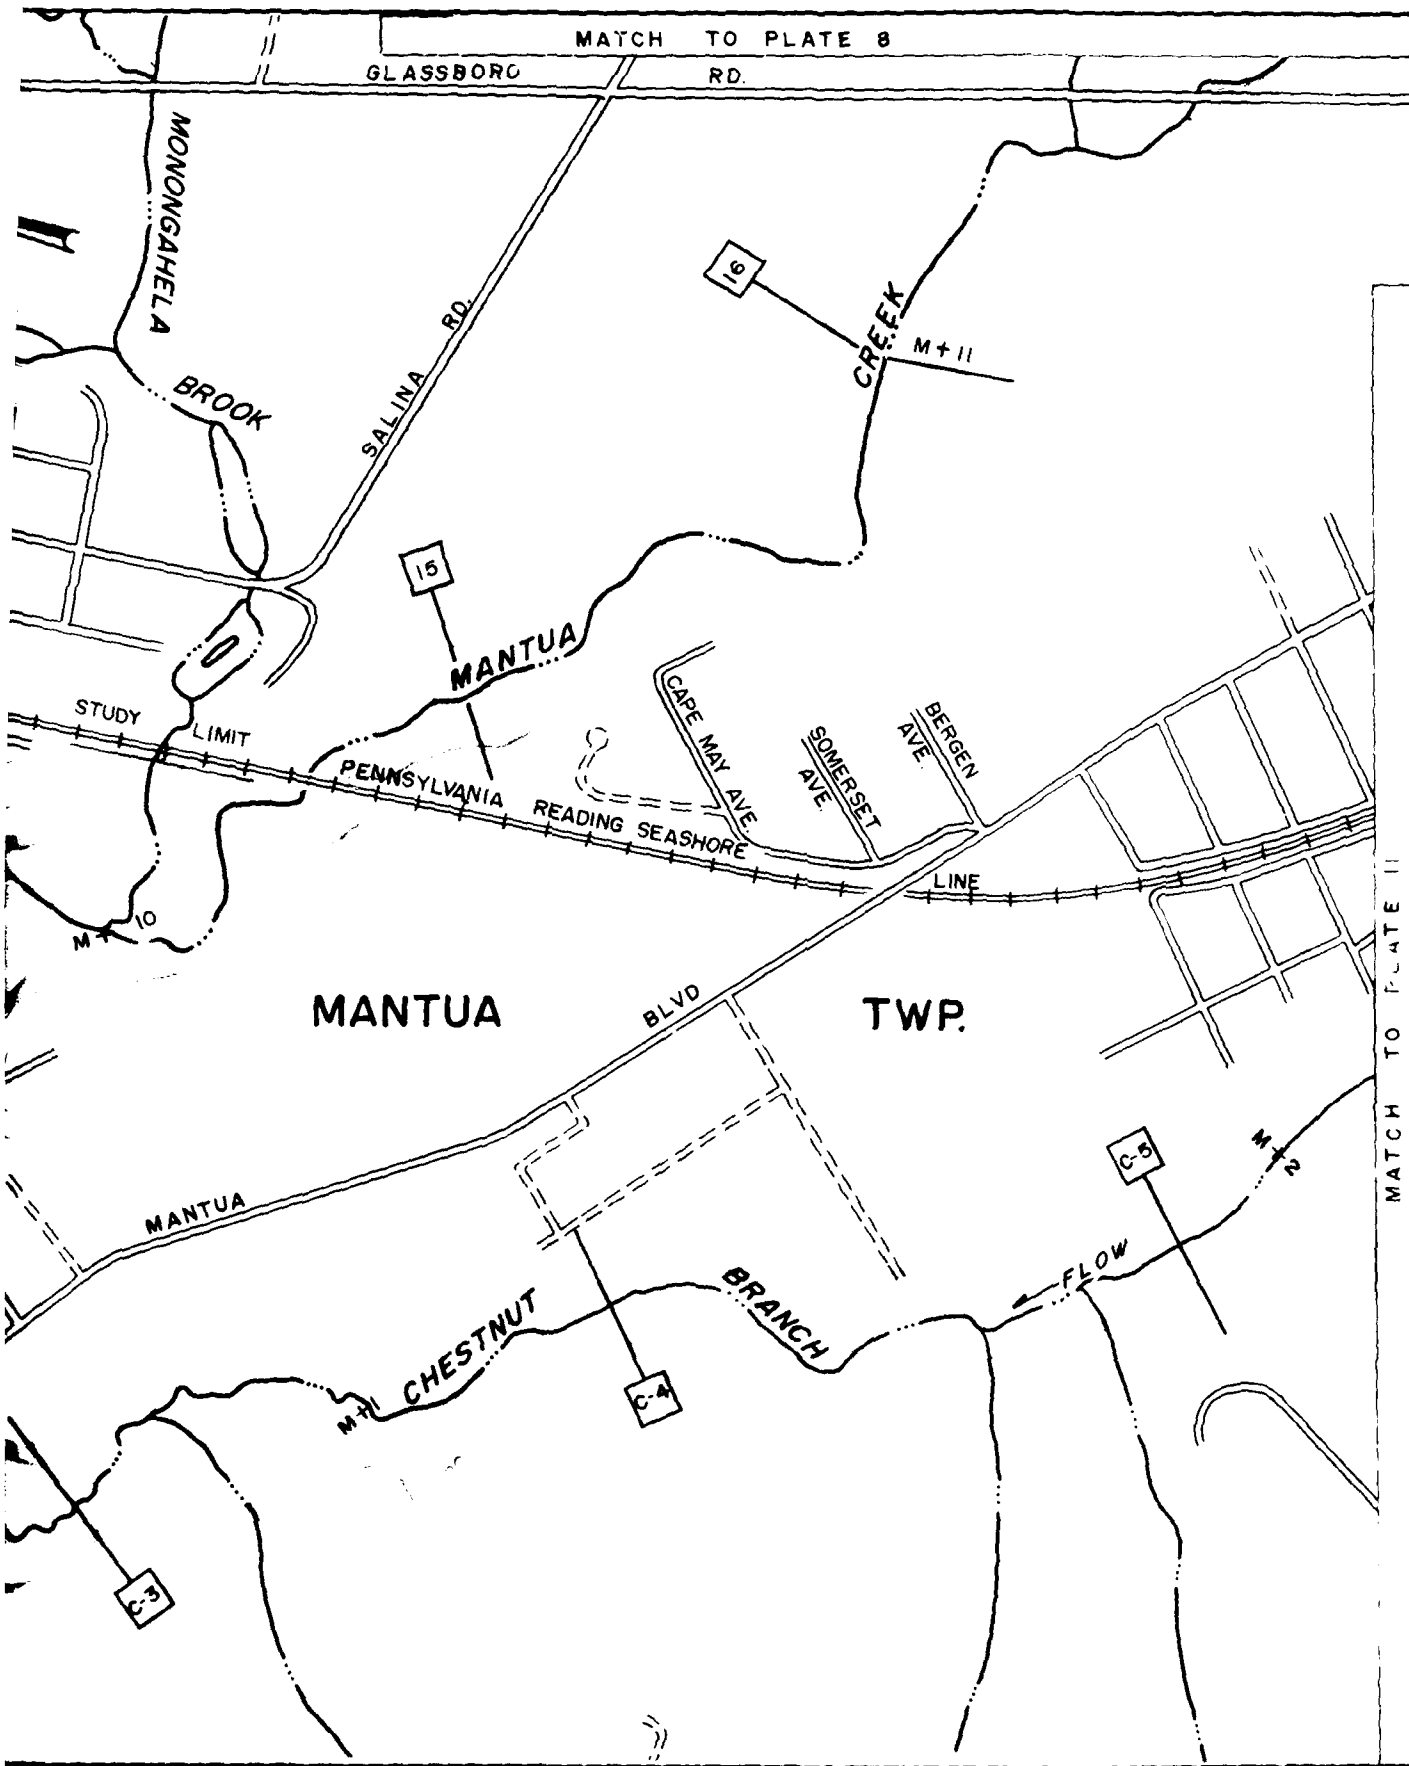 MATCH TO PLATE 8
GLASSBORO RD.
MONONGAHELA
BROOK
SALINA RD.
16
CREEK
M + 11
15
MANTUA
STUDY LIMIT
CAPE MAY AVE.
SOMERSET
AVE.
BERGEN
AVE.
PENNSYLVANIA READING SEASHORE LINE
M + 10
MANTUA TWP.
MANTUA BLVD
MATCH TO PLATE 11
C-5
M+2
FLOW
CHESTNUT BRANCH
M+1
C-4
C-3